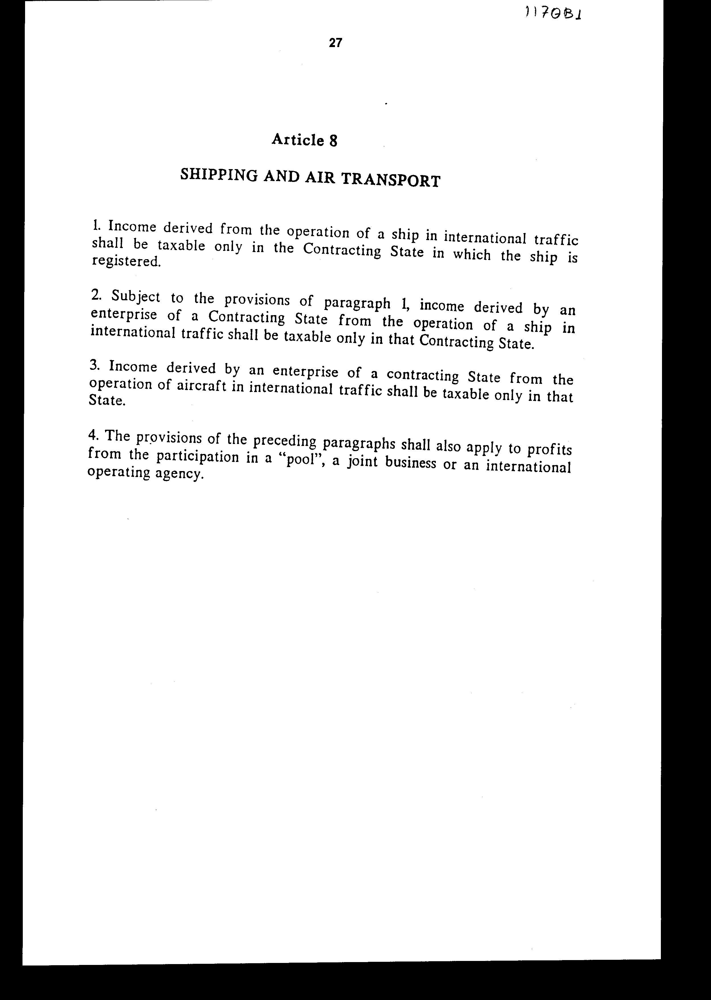 117GB1
27
Article 8
SHIPPING AND AIR TRANSPORT
1. Income derived from the operation of a ship in international traffic
shall be taxable only in the Contracting State in which the ship is
registered.
2. Subject to the provisions of paragraph 1, income derived by an
enterprise of a Contracting State from the operation of a ship in
international traffic shall be taxable only in that Contracting State.
3. Income derived by an enterprise of a contracting State from the
operation of aircraft in international traffic shall be taxable only in that
State.
4. The provisions of the preceding paragraphs shall also apply to profits
from the participation in a “pool”, a joint business or an international
operating agency.